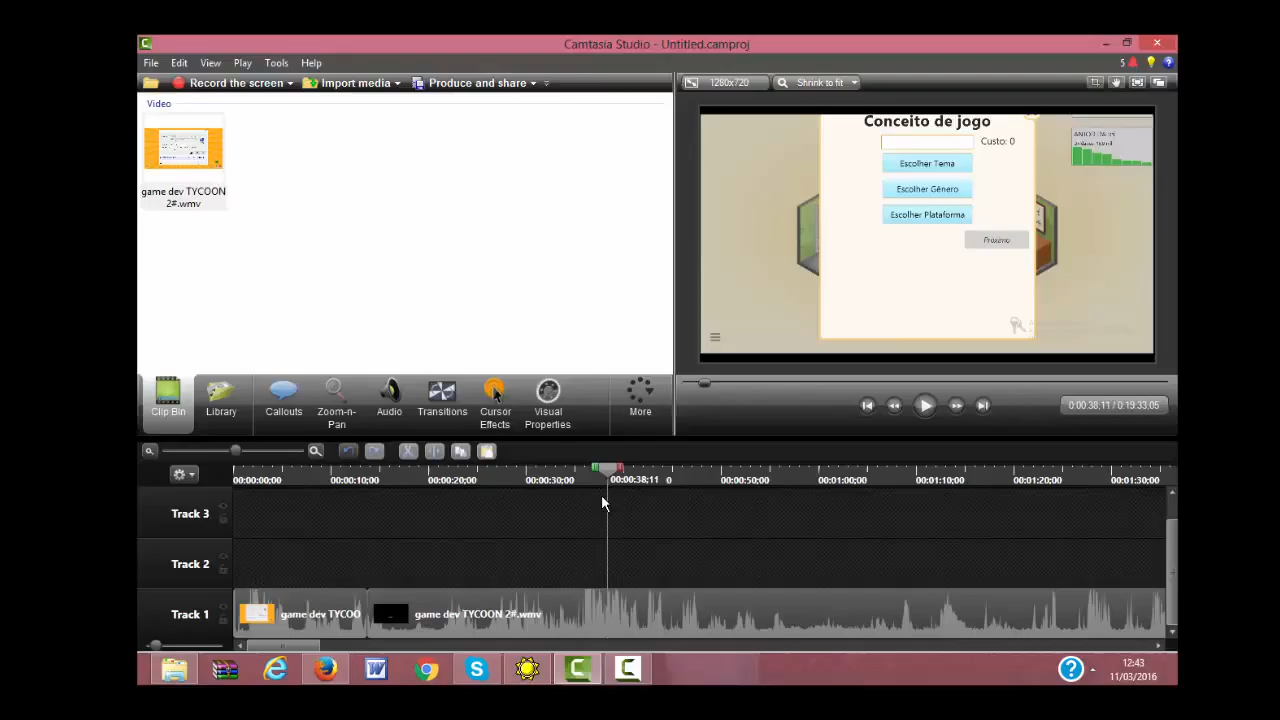 Camtasia Studio - Untitled.camproj
File Edit View Play Tools Help
5
Record the screen Import media Produce and share
1280x720 Shrink to fit
Video
game dev TYCOON
2#.wmv
Conceito de jogo
Custo: 0
Escolher Tema
Escolher Gênero
Escolher Plataforma
Próximo
Clip Bin Library Callouts Zoom-n-
Pan Audio Transitions Cursor
Effects Visual
Properties More
0:00:38,11 / 0:19:33,05
00:00:00;00 00:00:10;00 00:00:20;00 00:00:30;00 00:00:38;11 0 00:00:50;00 00:01:00;00 00:01:10;00 00:01:20;00 00:01:30;00
Track 3
Track 2
Track 1 game dev TYCOO game dev TYCOON 2#.wmv
12:43
11/03/2016